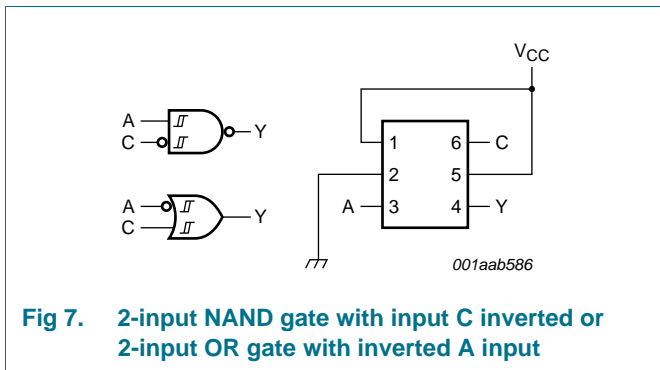 VCC
A
C
Y
A
C
Y
1 6 C
2 5
A 3 4 Y
001aab586
Fig 7. 2-input NAND gate with input C inverted or
2-input OR gate with inverted A input